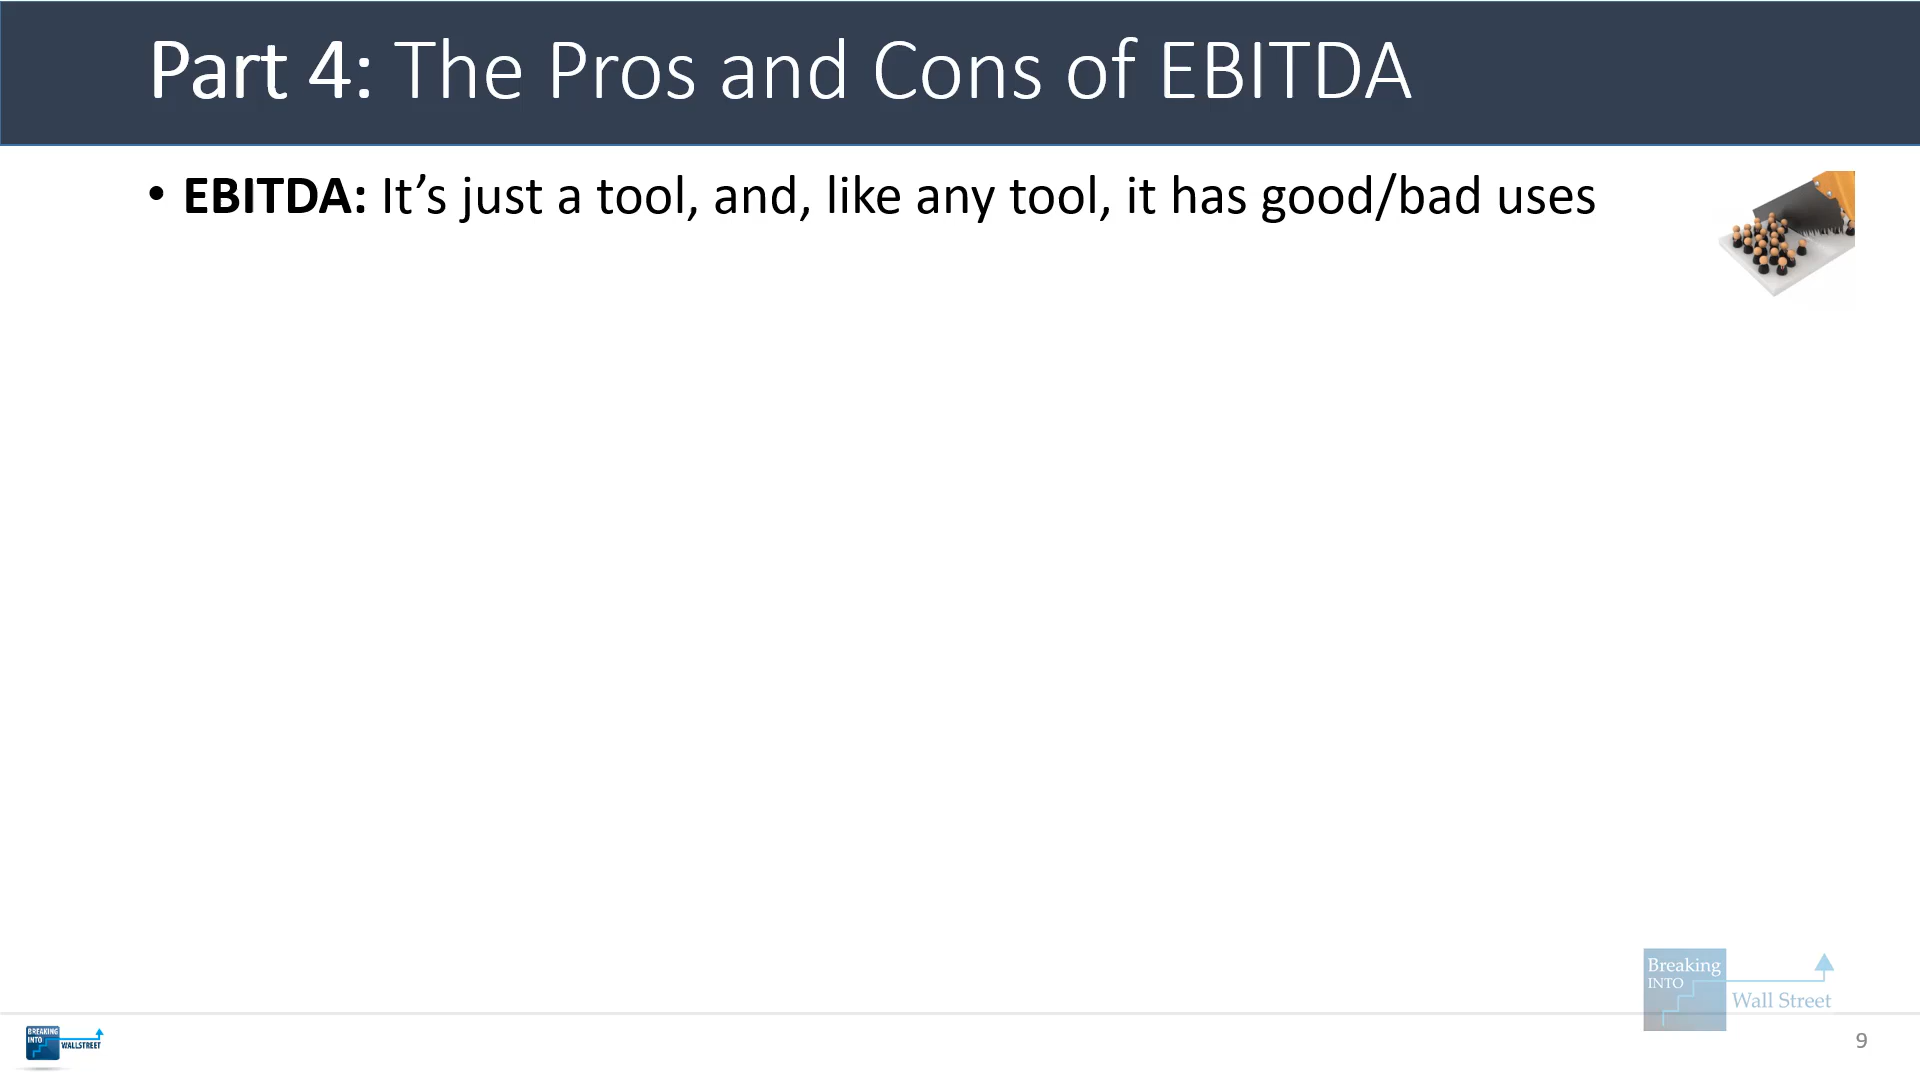 Part 4: The Pros and Cons of EBITDA
• EBITDA: It’s just a tool, and, like any tool, it has good/bad uses
Breaking
INTO
Wall Street
BREAKING
INTO
WALLSTREET
9